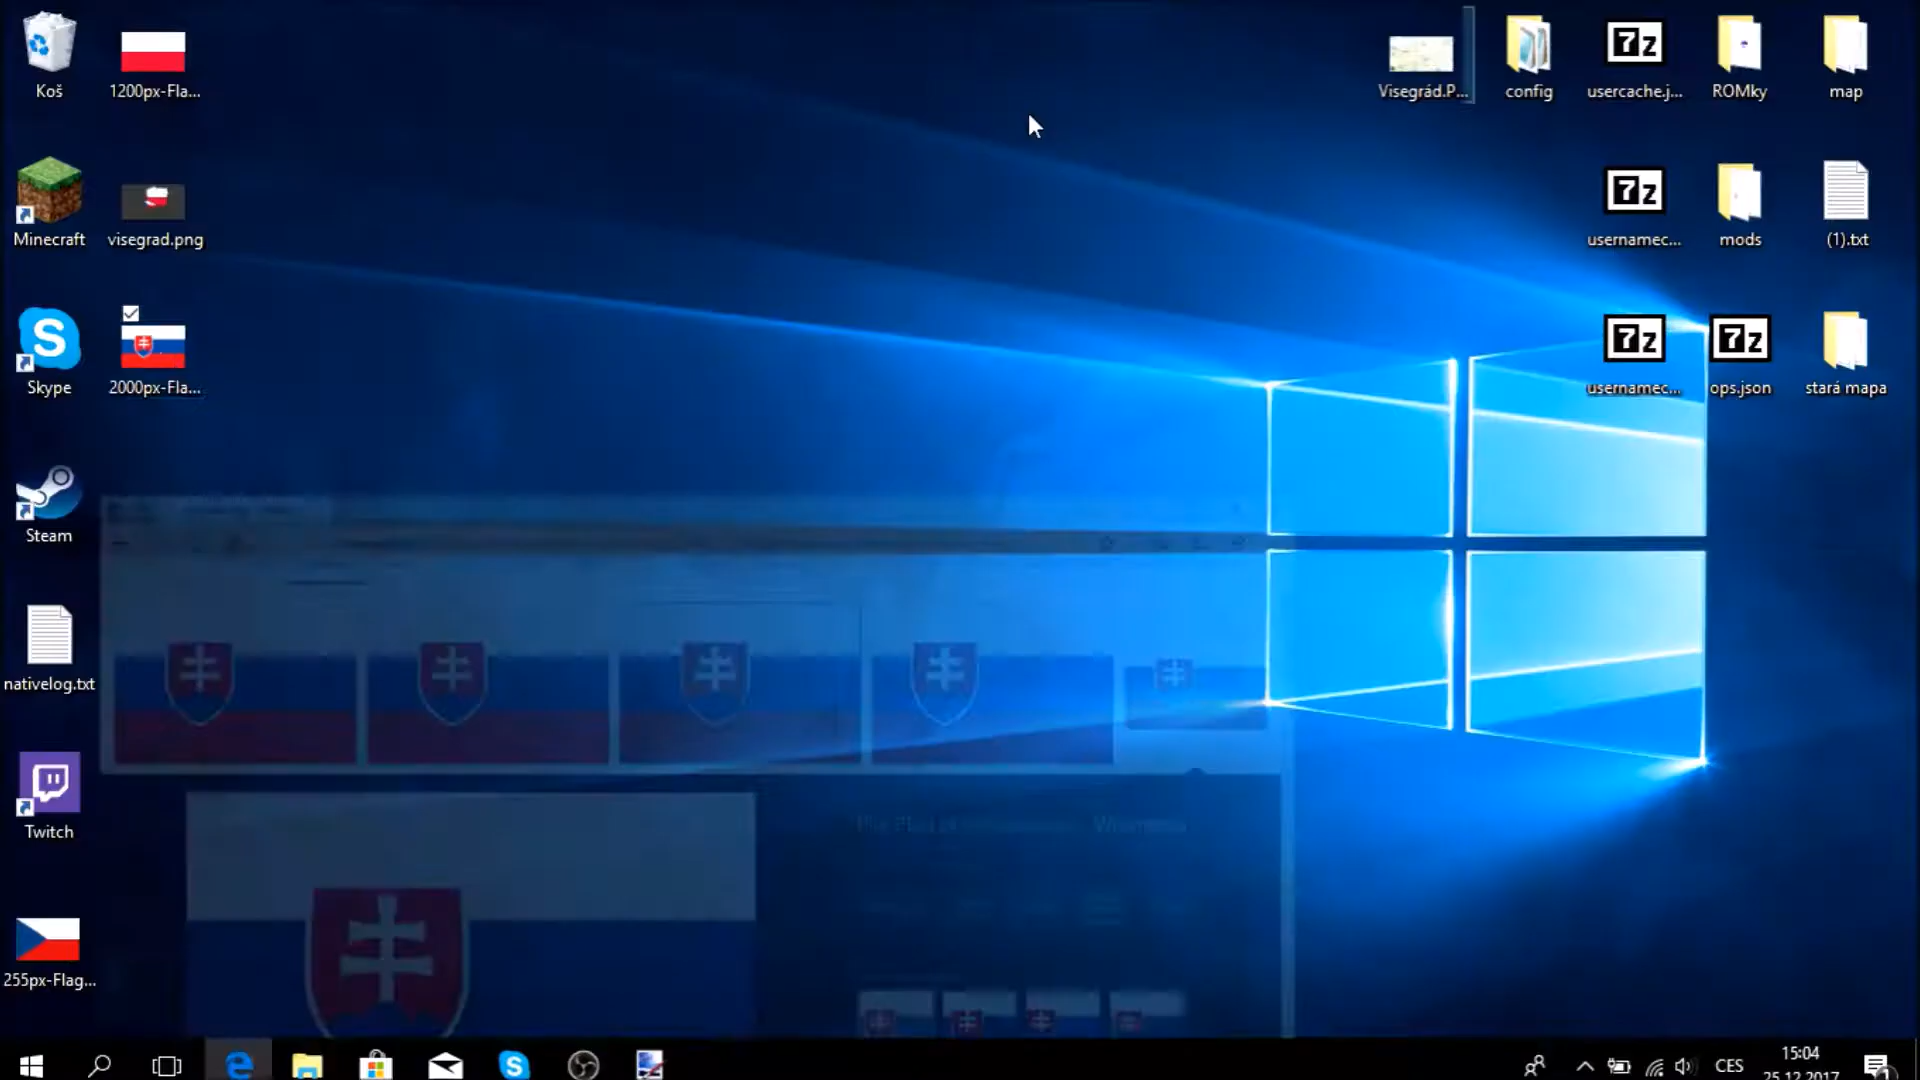 Koš
1200px-Fla...
Visegrád.P...
config
usercache.j...
ROMky
map
Minecraft
visegrad.png
usernamec...
mods
(1).txt
Skype
2000px-Fla...
usernamec...
ops.json
stará mapa
Steam
nativelog.txt
Twitch
255px-Flag...
CES
15:04
25.12.2017